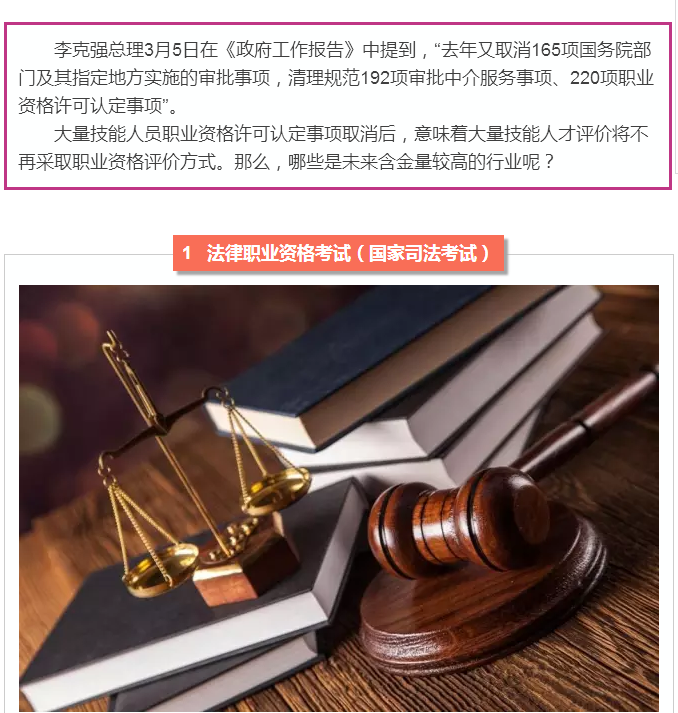 李克强总理3月5日在《政府工作报告》中提到，“去年又取消165项国务院部
门及其指定地方实施的审批事项，清理规范192项审批中介服务事项、220项职业
资格许可认定事项”。
大量技能人员职业资格许可认定事项取消后，意味着大量技能人才评价将不
再采取职业资格评价方式。那么，哪些是未来含金量较高的行业呢？
1 法律职业资格考试（国家司法考试）